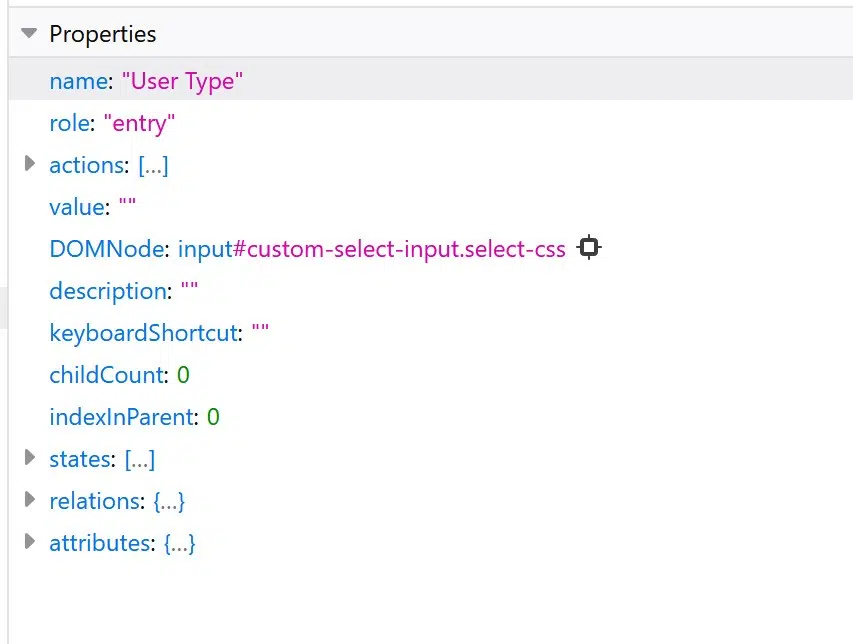 Properties
name: "User Type"
role: "entry"
actions: […]
value: ""
DOMNode: input#custom-select-input.select-css
description: ""
keyboardShortcut: ""
childCount: 0
indexInParent: 0
states: […]
relations: {…}
attributes: {…}